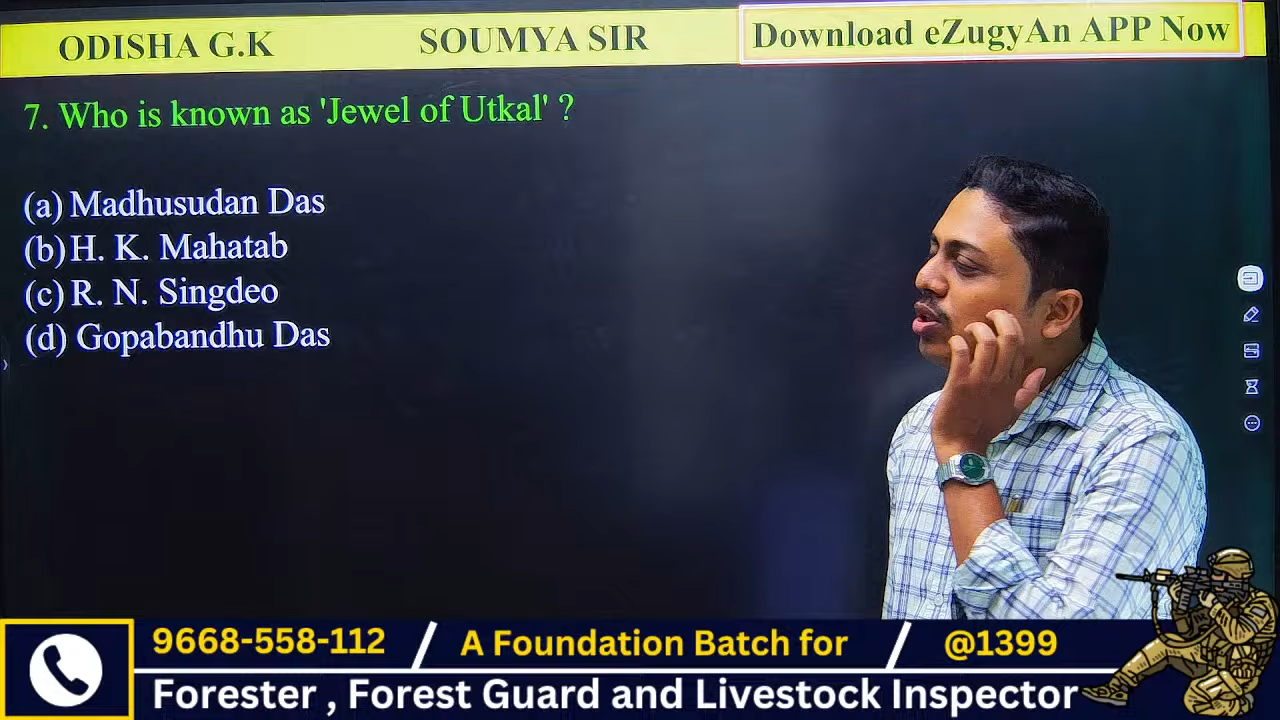 ODISHA G.K SOUMYA SIR Download eZugyAn APP Now
7. Who is known as 'Jewel of Utkal' ?
(a) Madhusudan Das
(b) H. K. Mahatab
(c) R. N. Singdeo
(d) Gopabandhu Das
9668-558-112 / A Foundation Batch for / @1399
Forester , Forest Guard and Livestock Inspector